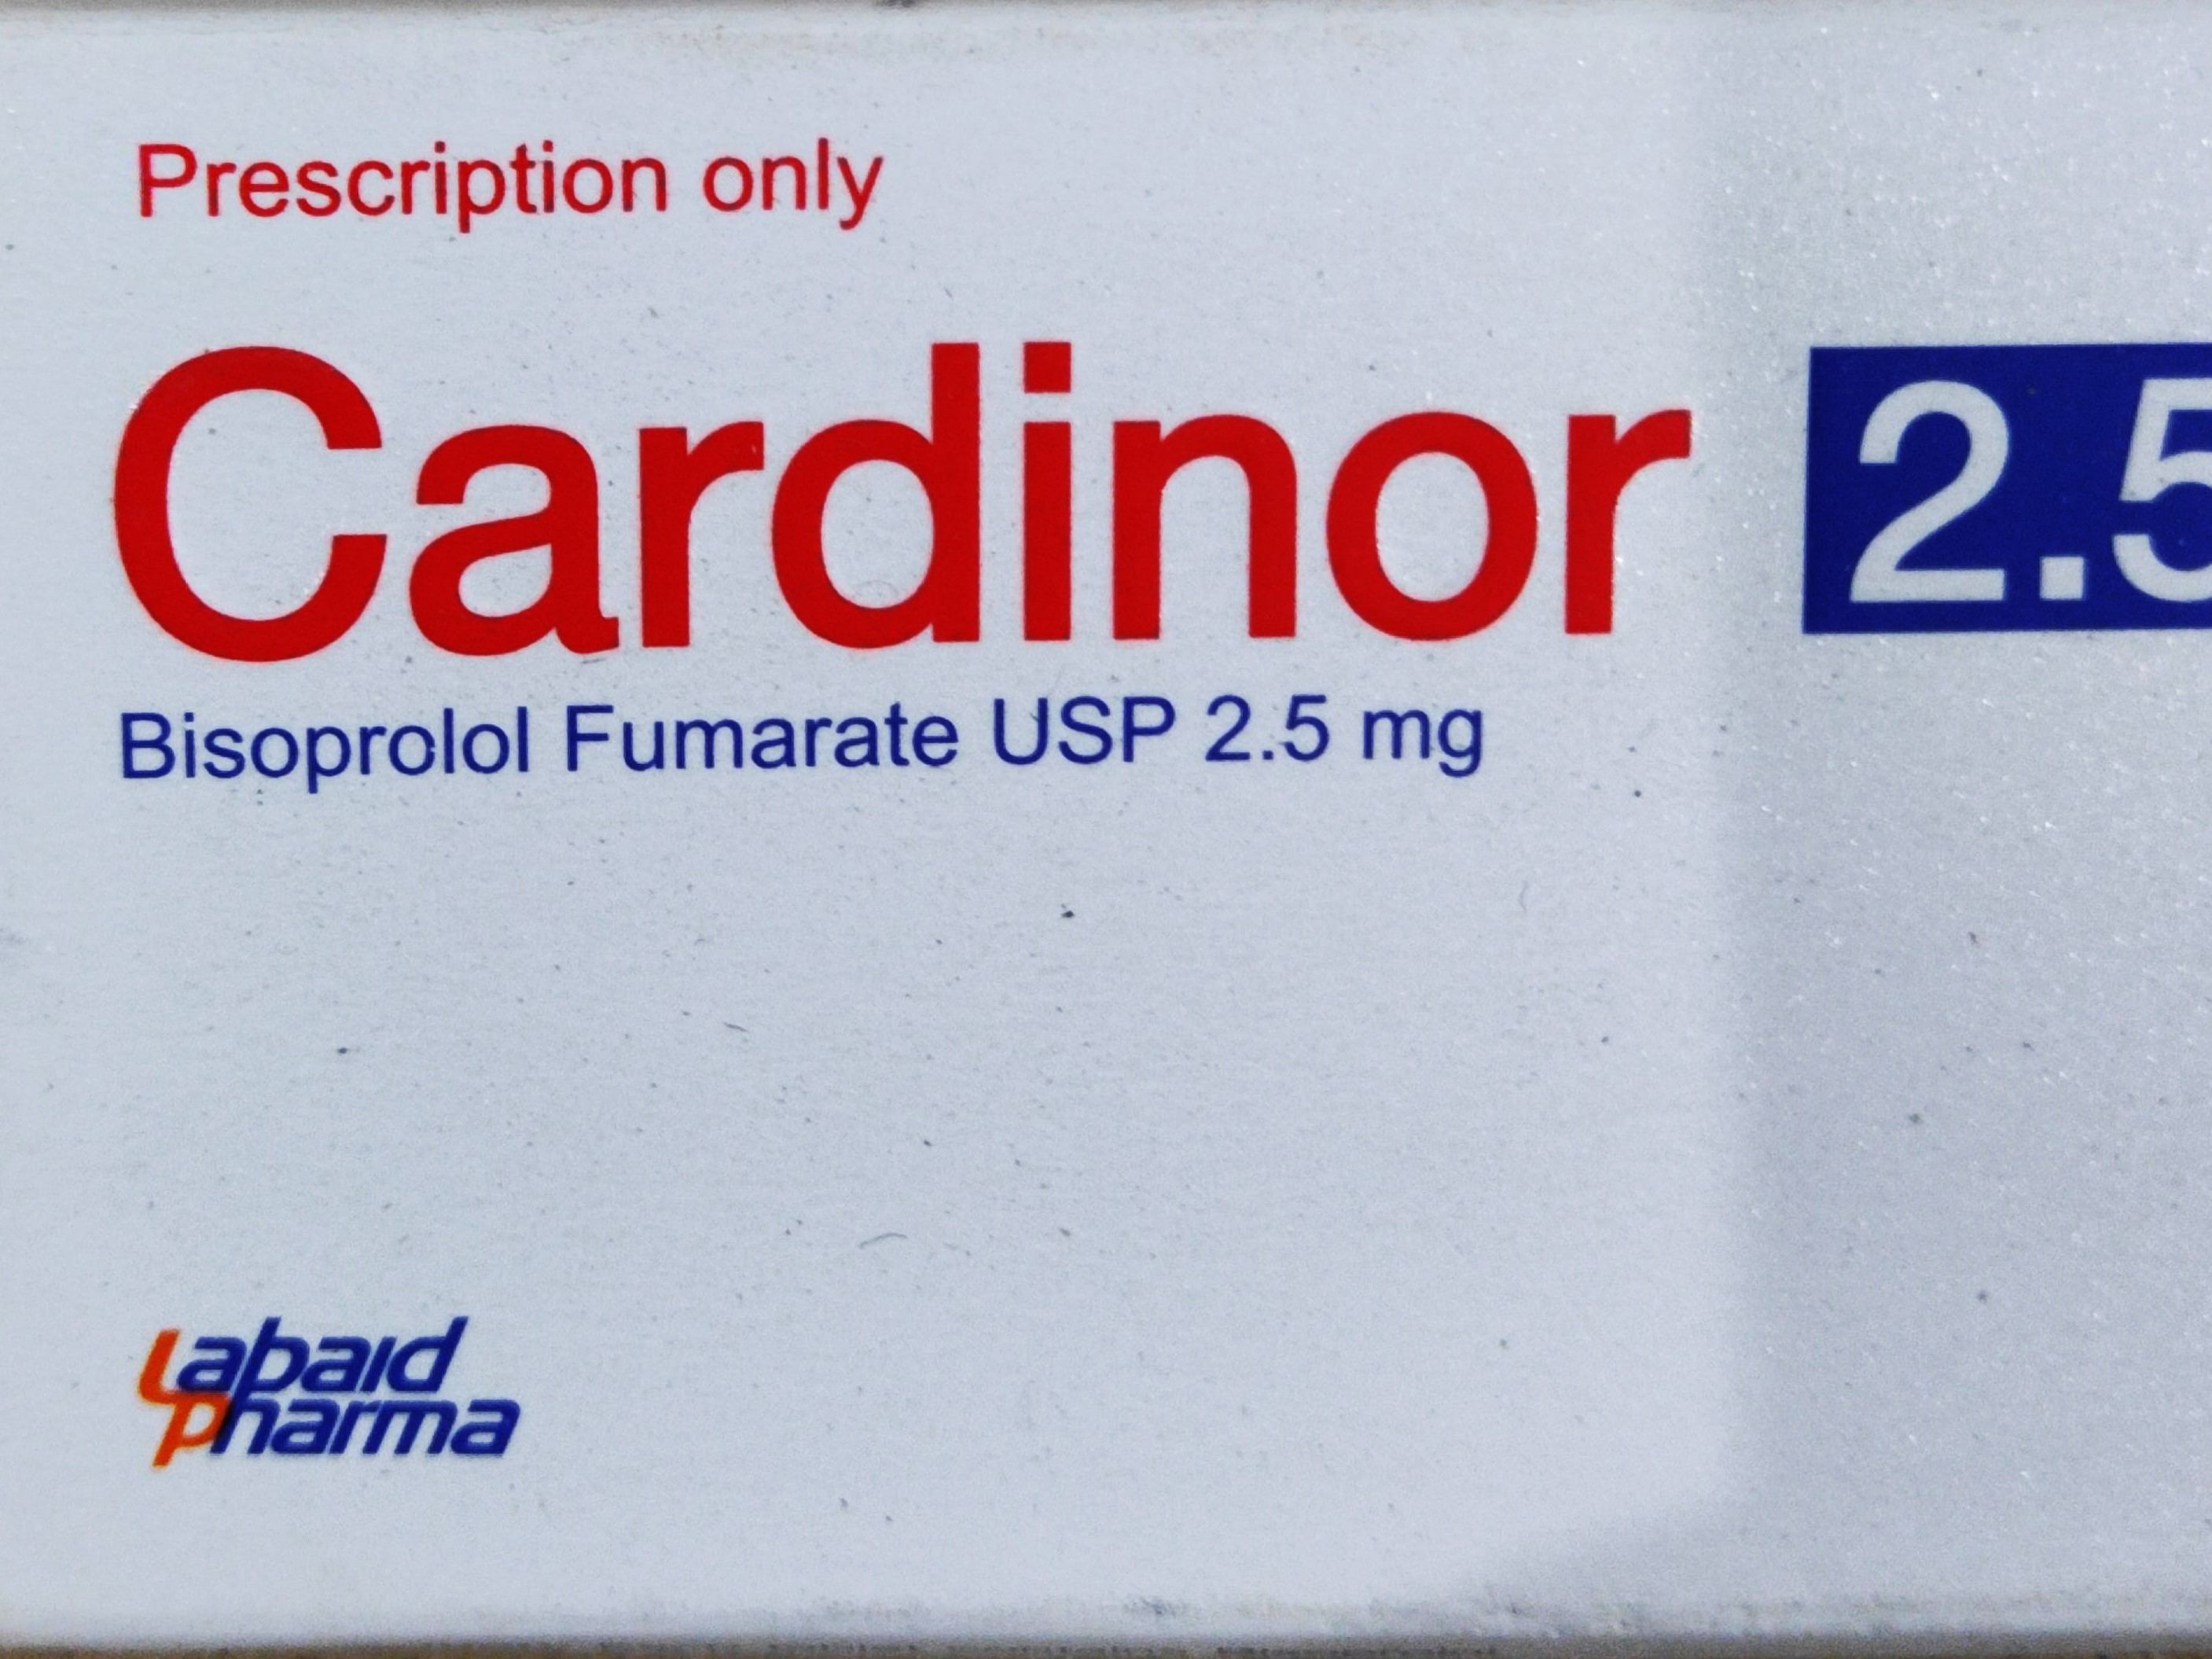 Prescription only
Cardinor 2.5
Bisoprolol Fumarate USP 2.5 mg
Labaid
Pharma